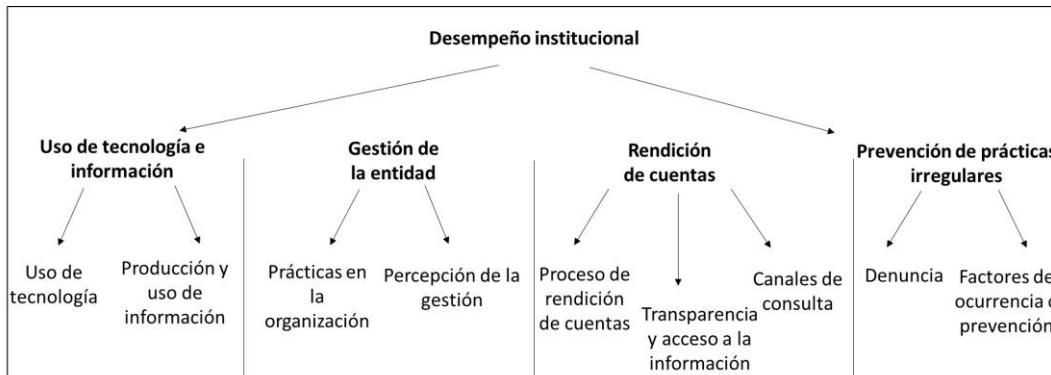 Desempeño institucional
Uso de tecnología e
información
Gestión de
la entidad
Rendición
de cuentas
Prevención de prácticas
irregulares
Uso de
tecnología
Producción y
uso de
información
Prácticas en
la
organización
Percepción de la
gestión
Proceso de
rendición
de cuentas
Transparencia
y acceso a la
información
Canales de
consulta
Denuncia
Factores de
ocurrencia o
prevención